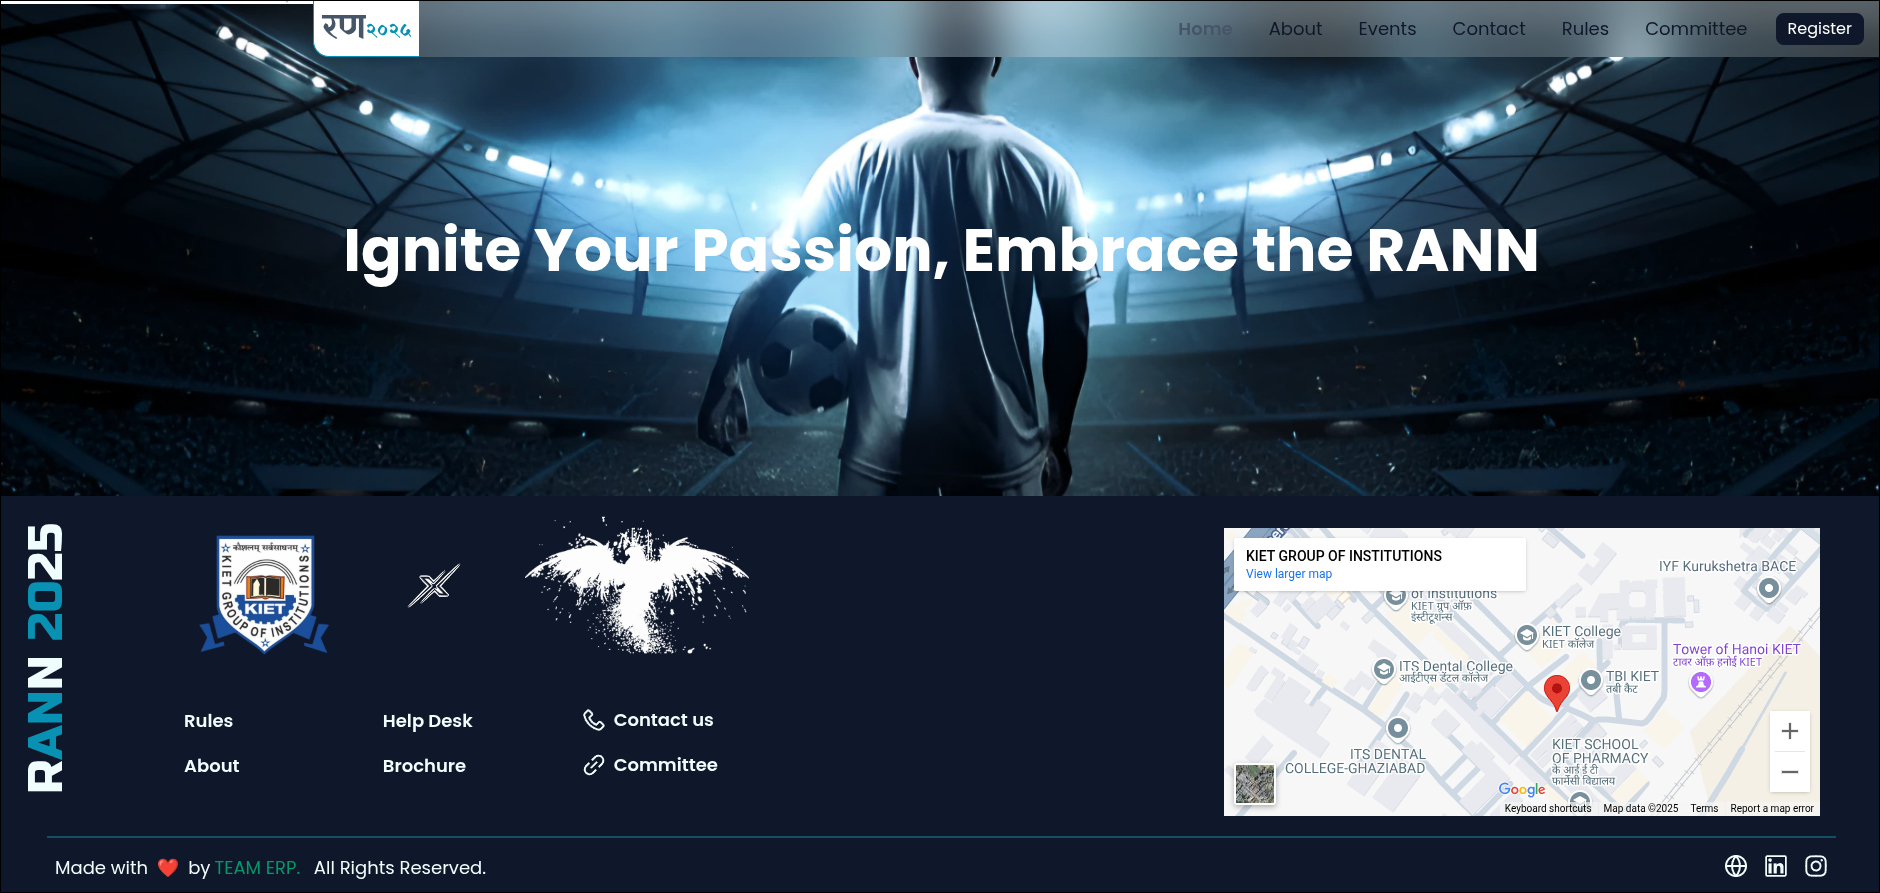 रण२०२५
Home About Events Contact Rules Committee Register
Ignite Your Passion, Embrace the RANN
RANN 2025
कौशलम् सर्वसाधनम्
KIET GROUP OF INSTITUTIONS
KIET
Rules
Help Desk
Contact us
About
Brochure
Committee
KIET GROUP OF INSTITUTIONS
View larger map
of Institutions
KIET ग्रुप ऑफ़
इंस्टीटूशन्स
IYF Kurukshetra BACE
KIET College
KIET कॉलेज
Tower of Hanoi KIET
टावर ऑफ़ हनोई KIET
ITS Dental College
आईटीएस डेंटल कॉलेज
TBI KIET
तबी कैट
ITS DENTAL
COLLEGE-GHAZIABAD
KIET SCHOOL
OF PHARMACY
के आई ई टी
फार्मेसी विद्यालय
Google
Keyboard shortcuts Map data ©2025 Terms Report a map error
Made with ❤️ by TEAM ERP. All Rights Reserved.